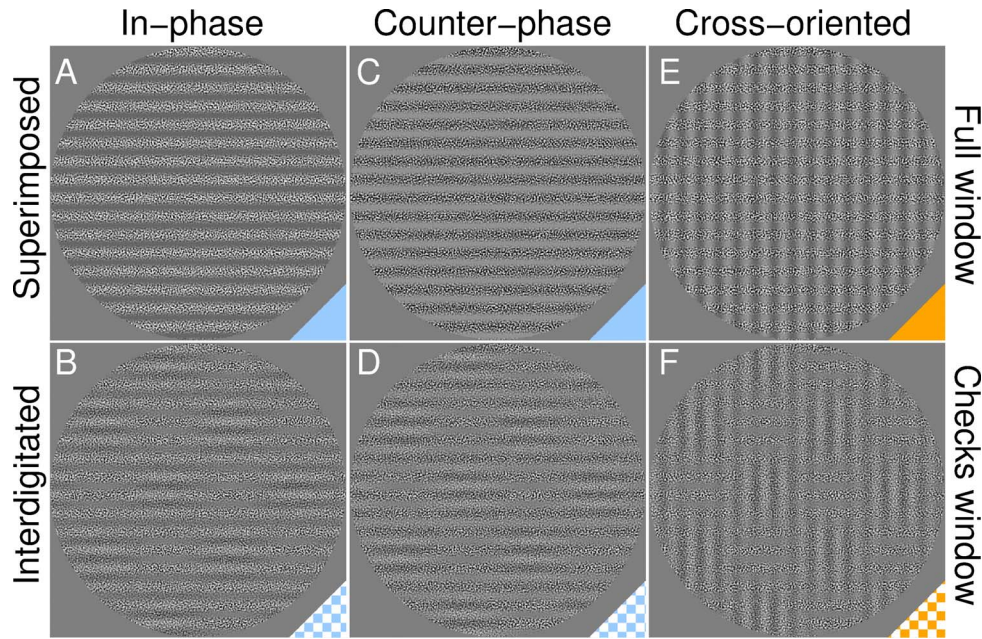 In-phase
Counter-phase
Cross-oriented
Superimposed
A
C
E
Full window
Interdigitated
B
D
F
Checks window